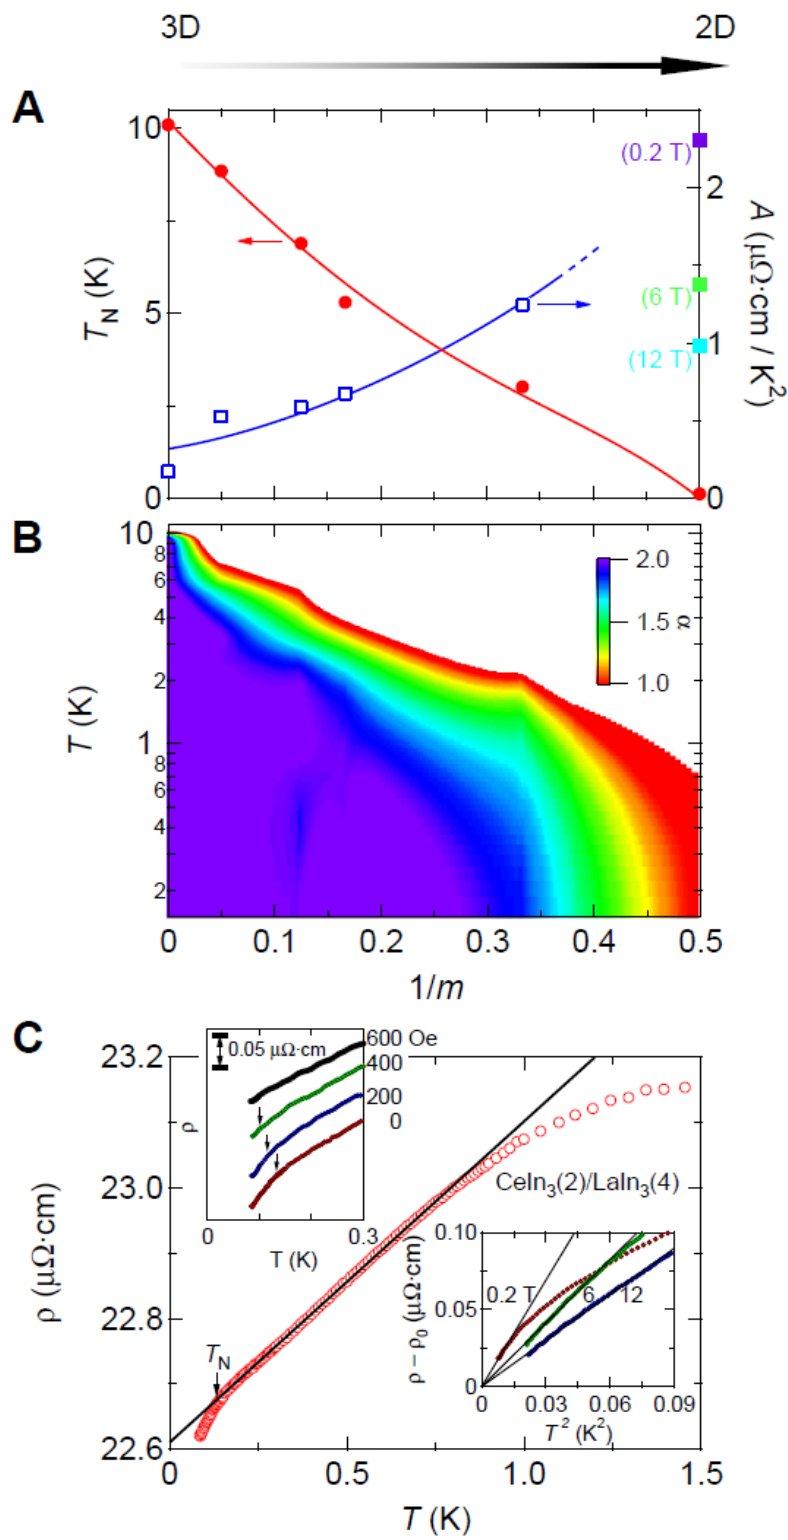 3D 2D
A
10
5
0
T_N (K)
(0.2 T)
(6 T)
(12 T)
2
1
0
A (μΩ·cm / K²)
B
10
8
6
4
2
1
8
6
4
2
T (K)
2.0
1.5
1.0
α
0 0.1 0.2 0.3 0.4 0.5
1/m
C
23.2
23.0
22.8
22.6
ρ (μΩ·cm)
0.05 μΩ·cm
600 Oe
400
200
0
ρ
0 0.3
T (K)
CeIn₃(2)/LaIn₃(4)
T_N
0.10
0.05
0
ρ − ρ₀ (μΩ·cm)
0.2 T 6 12
0 0.03 0.06 0.09
T² (K²)
0 0.5 1.0 1.5
T (K)